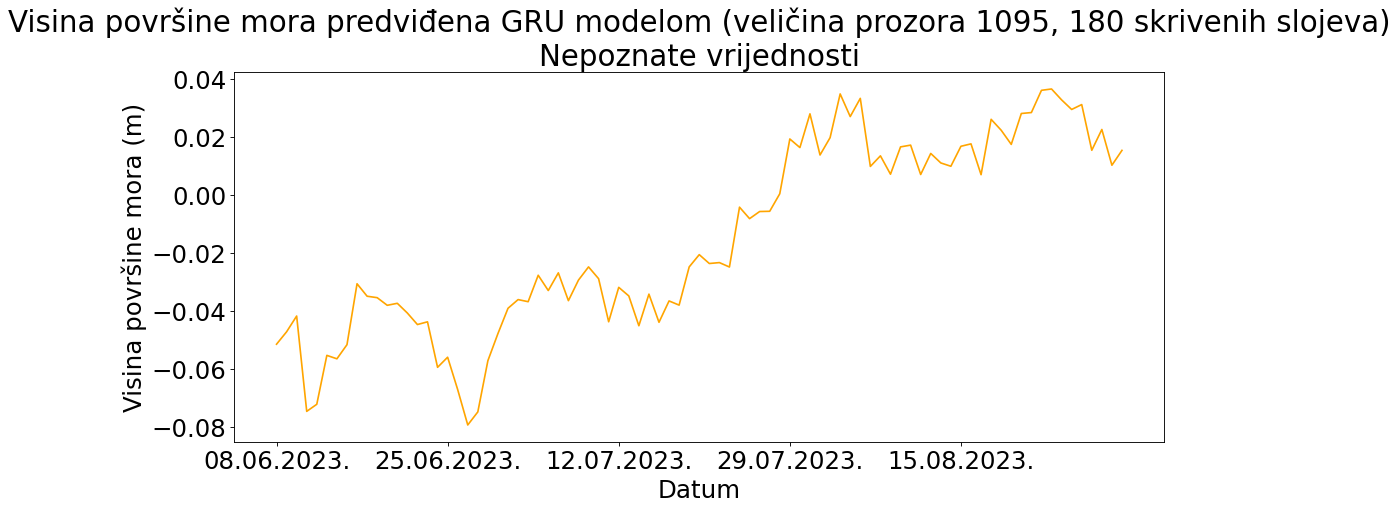 Visina površine mora predviđena GRU modelom (veličina prozora 1095, 180 skrivenih slojeva)
Nepoznate vrijednosti
Visina površine mora (m)
0.04
0.02
0.00
−0.02
−0.04
−0.06
−0.08
08.06.2023. 25.06.2023. 12.07.2023. 29.07.2023. 15.08.2023.
Datum